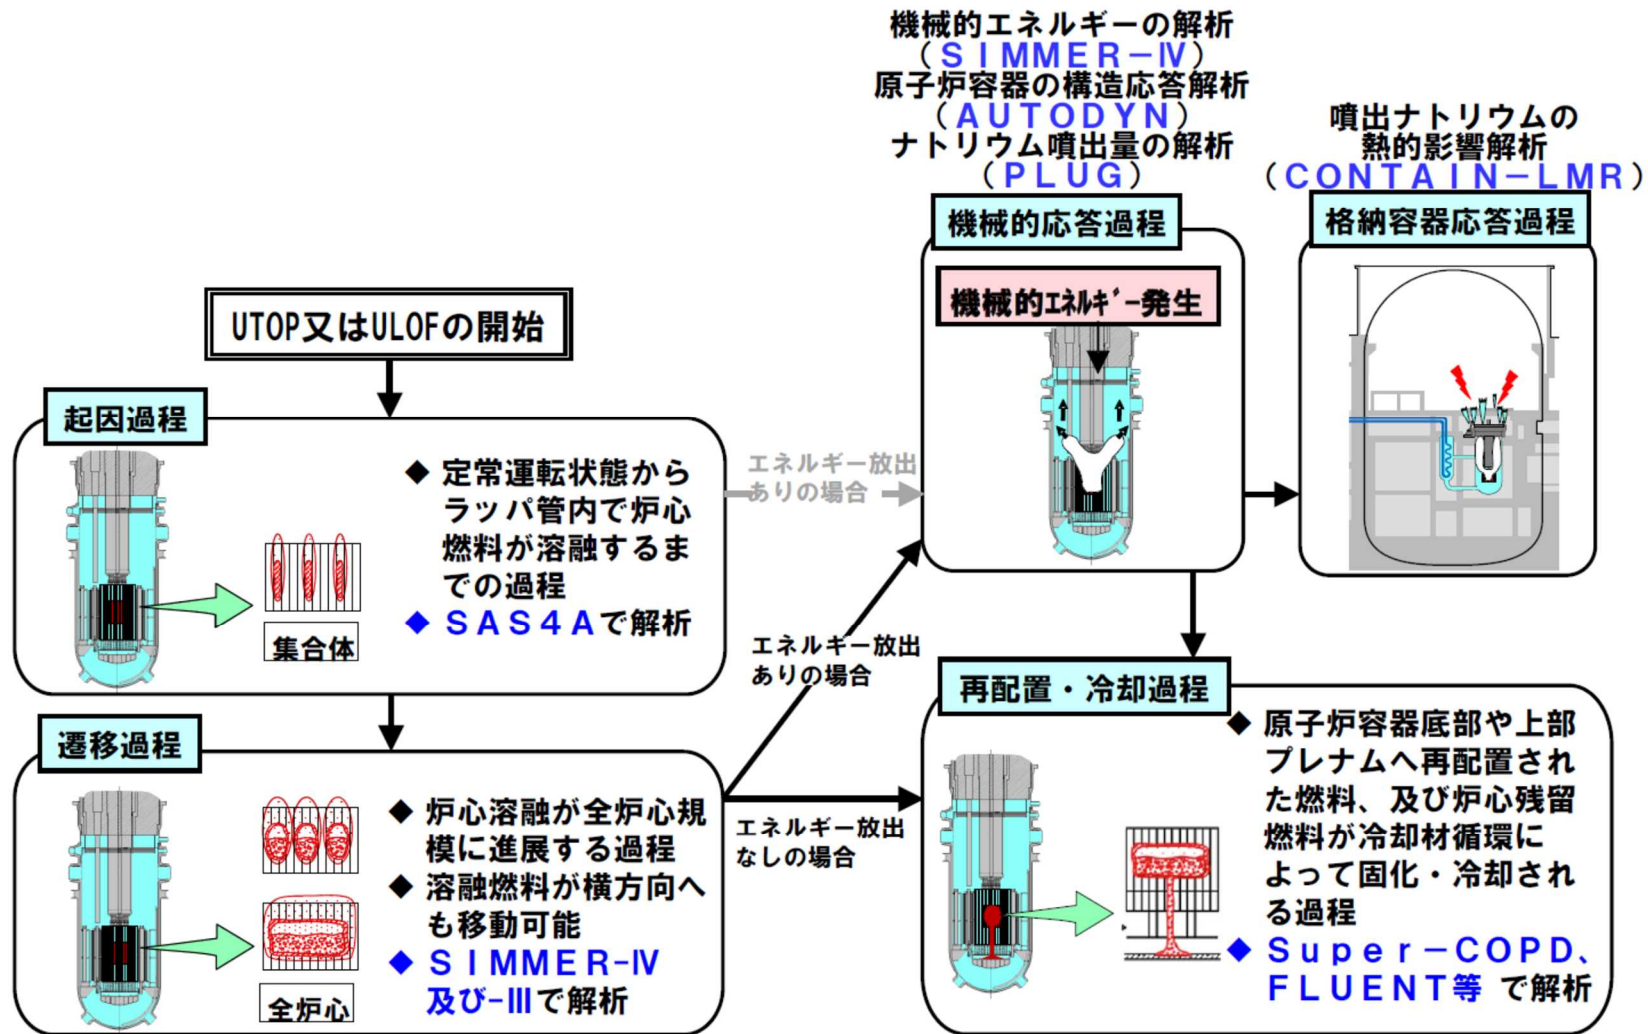 機械的エネルギーの解析
（ＳＩＭＭＥＲ－Ⅳ）
原子炉容器の構造応答解析
（ＡＵＴＯＤＹＮ）
ナトリウム噴出量の解析
（ＰＬＵＧ）
噴出ナトリウムの
熱的影響解析
（ＣＯＮＴＡＩＮ－ＬＭＲ）
機械的応答過程
格納容器応答過程
機械的ｴﾈﾙｷﾞｰ発生
UTOP又はULOFの開始
起因過程
◆ 定常運転状態から
ラッパ管内で炉心
燃料が溶融するま
での過程
◆ ＳＡＳ４Ａで解析
集合体
エネルギー放出
ありの場合
エネルギー放出
ありの場合
遷移過程
◆ 炉心溶融が全炉心規
模に進展する過程
◆ 溶融燃料が横方向へ
も移動可能
◆ ＳＩＭＭＥＲ-Ⅳ
及び-Ⅲで解析
全炉心
エネルギー放出
なしの場合
再配置・冷却過程
◆ 原子炉容器底部や上部
プレナムへ再配置され
た燃料、及び炉心残留
燃料が冷却材循環に
よって固化・冷却され
る過程
◆ Ｓｕｐｅｒ－ＣＯＰＤ、
ＦＬＵＥＮＴ等 で解析